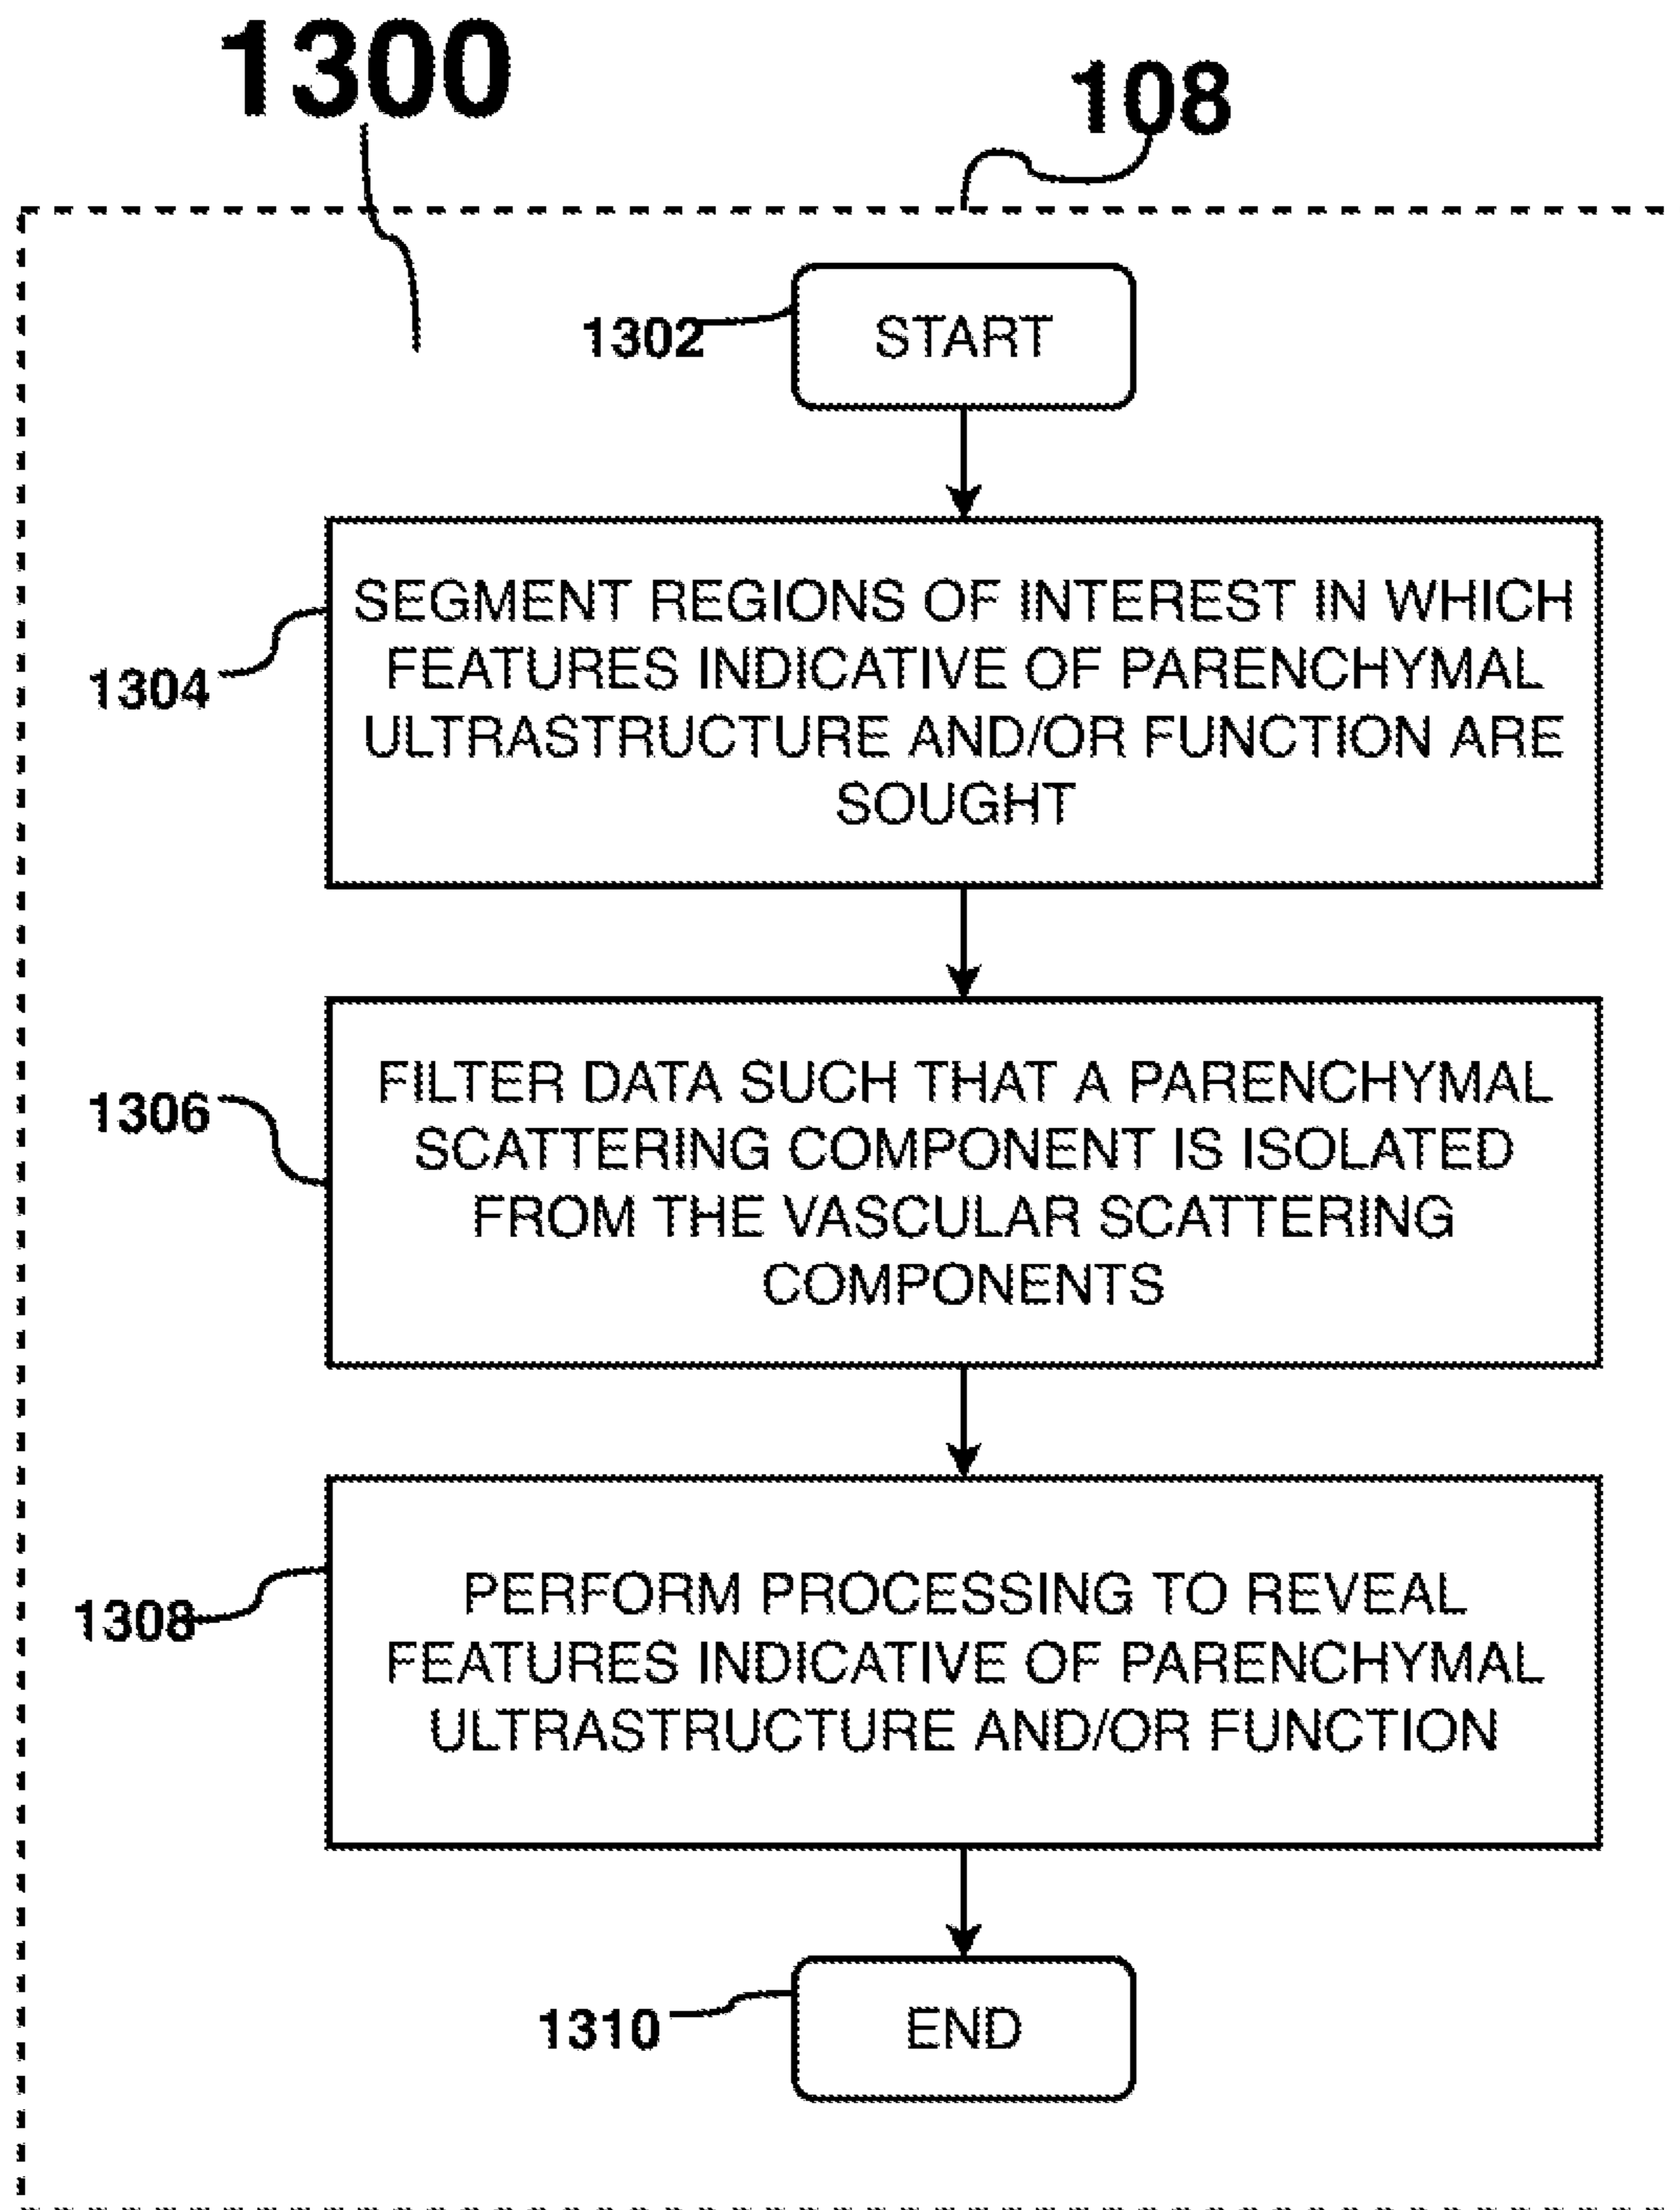 1300
108
1302
START
1304
SEGMENT REGIONS OF INTEREST IN WHICH
FEATURES INDICATIVE OF PARENCHYMAL
ULTRASTRUCTURE AND/OR FUNCTION ARE
SOUGHT
1306
FILTER DATA SUCH THAT A PARENCHYMAL
SCATTERING COMPONENT IS ISOLATED
FROM THE VASCULAR SCATTERING
COMPONENTS
1308
PERFORM PROCESSING TO REVEAL
FEATURES INDICATIVE OF PARENCHYMAL
ULTRASTRUCTURE AND/OR FUNCTION
1310
END